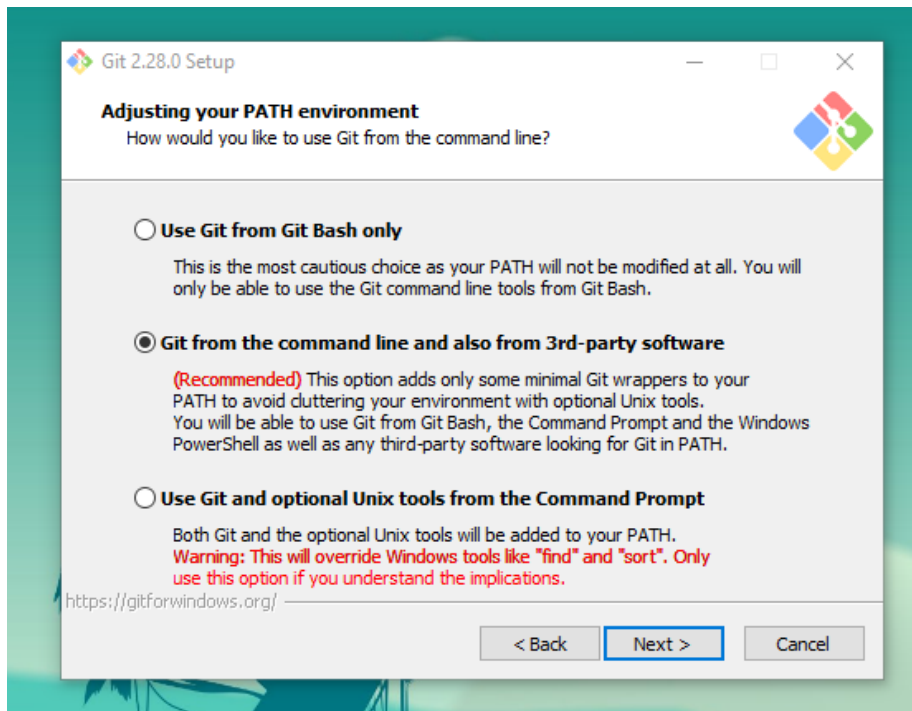 Git 2.28.0 Setup
Adjusting your PATH environment
How would you like to use Git from the command line?
Use Git from Git Bash only
This is the most cautious choice as your PATH will not be modified at all. You will
only be able to use the Git command line tools from Git Bash.
Git from the command line and also from 3rd-party software
(Recommended) This option adds only some minimal Git wrappers to your
PATH to avoid cluttering your environment with optional Unix tools.
You will be able to use Git from Git Bash, the Command Prompt and the Windows
PowerShell as well as any third-party software looking for Git in PATH.
Use Git and optional Unix tools from the Command Prompt
Both Git and the optional Unix tools will be added to your PATH.
Warning: This will override Windows tools like "find" and "sort". Only
use this option if you understand the implications.
https://gitforwindows.org/
< Back Next > Cancel